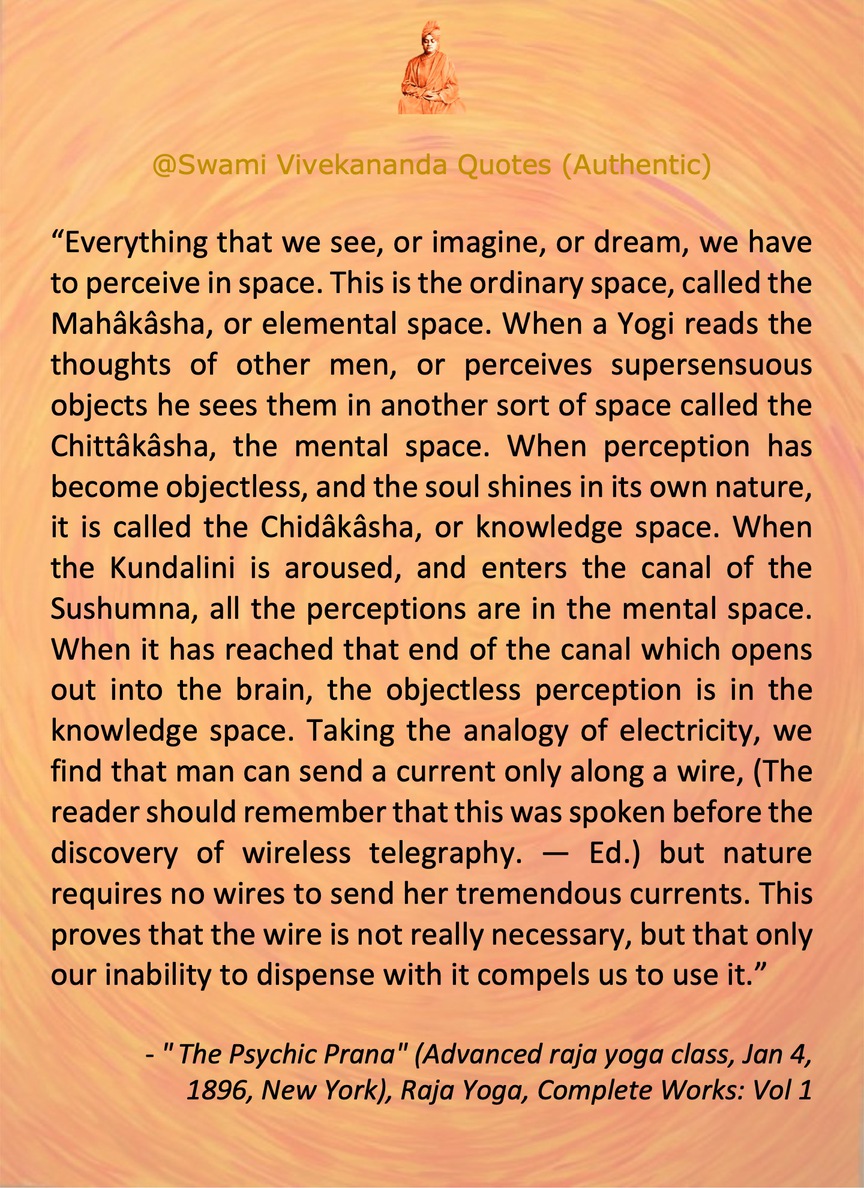 @Swami Vivekananda Quotes (Authentic)
“Everything that we see, or imagine, or dream, we have
to perceive in space. This is the ordinary space, called the
Mahâkâsha, or elemental space. When a Yogi reads the
thoughts of other men, or perceives supersensuous
objects he sees them in another sort of space called the
Chittâkâsha, the mental space. When perception has
become objectless, and the soul shines in its own nature,
it is called the Chidâkâsha, or knowledge space. When
the Kundalini is aroused, and enters the canal of the
Sushumna, all the perceptions are in the mental space.
When it has reached that end of the canal which opens
out into the brain, the objectless perception is in the
knowledge space. Taking the analogy of electricity, we
find that man can send a current only along a wire, (The
reader should remember that this was spoken before the
discovery of wireless telegraphy. — Ed.) but nature
requires no wires to send her tremendous currents. This
proves that the wire is not really necessary, but that only
our inability to dispense with it compels us to use it.”
- " The Psychic Prana" (Advanced raja yoga class, Jan 4,
1896, New York), Raja Yoga, Complete Works: Vol 1